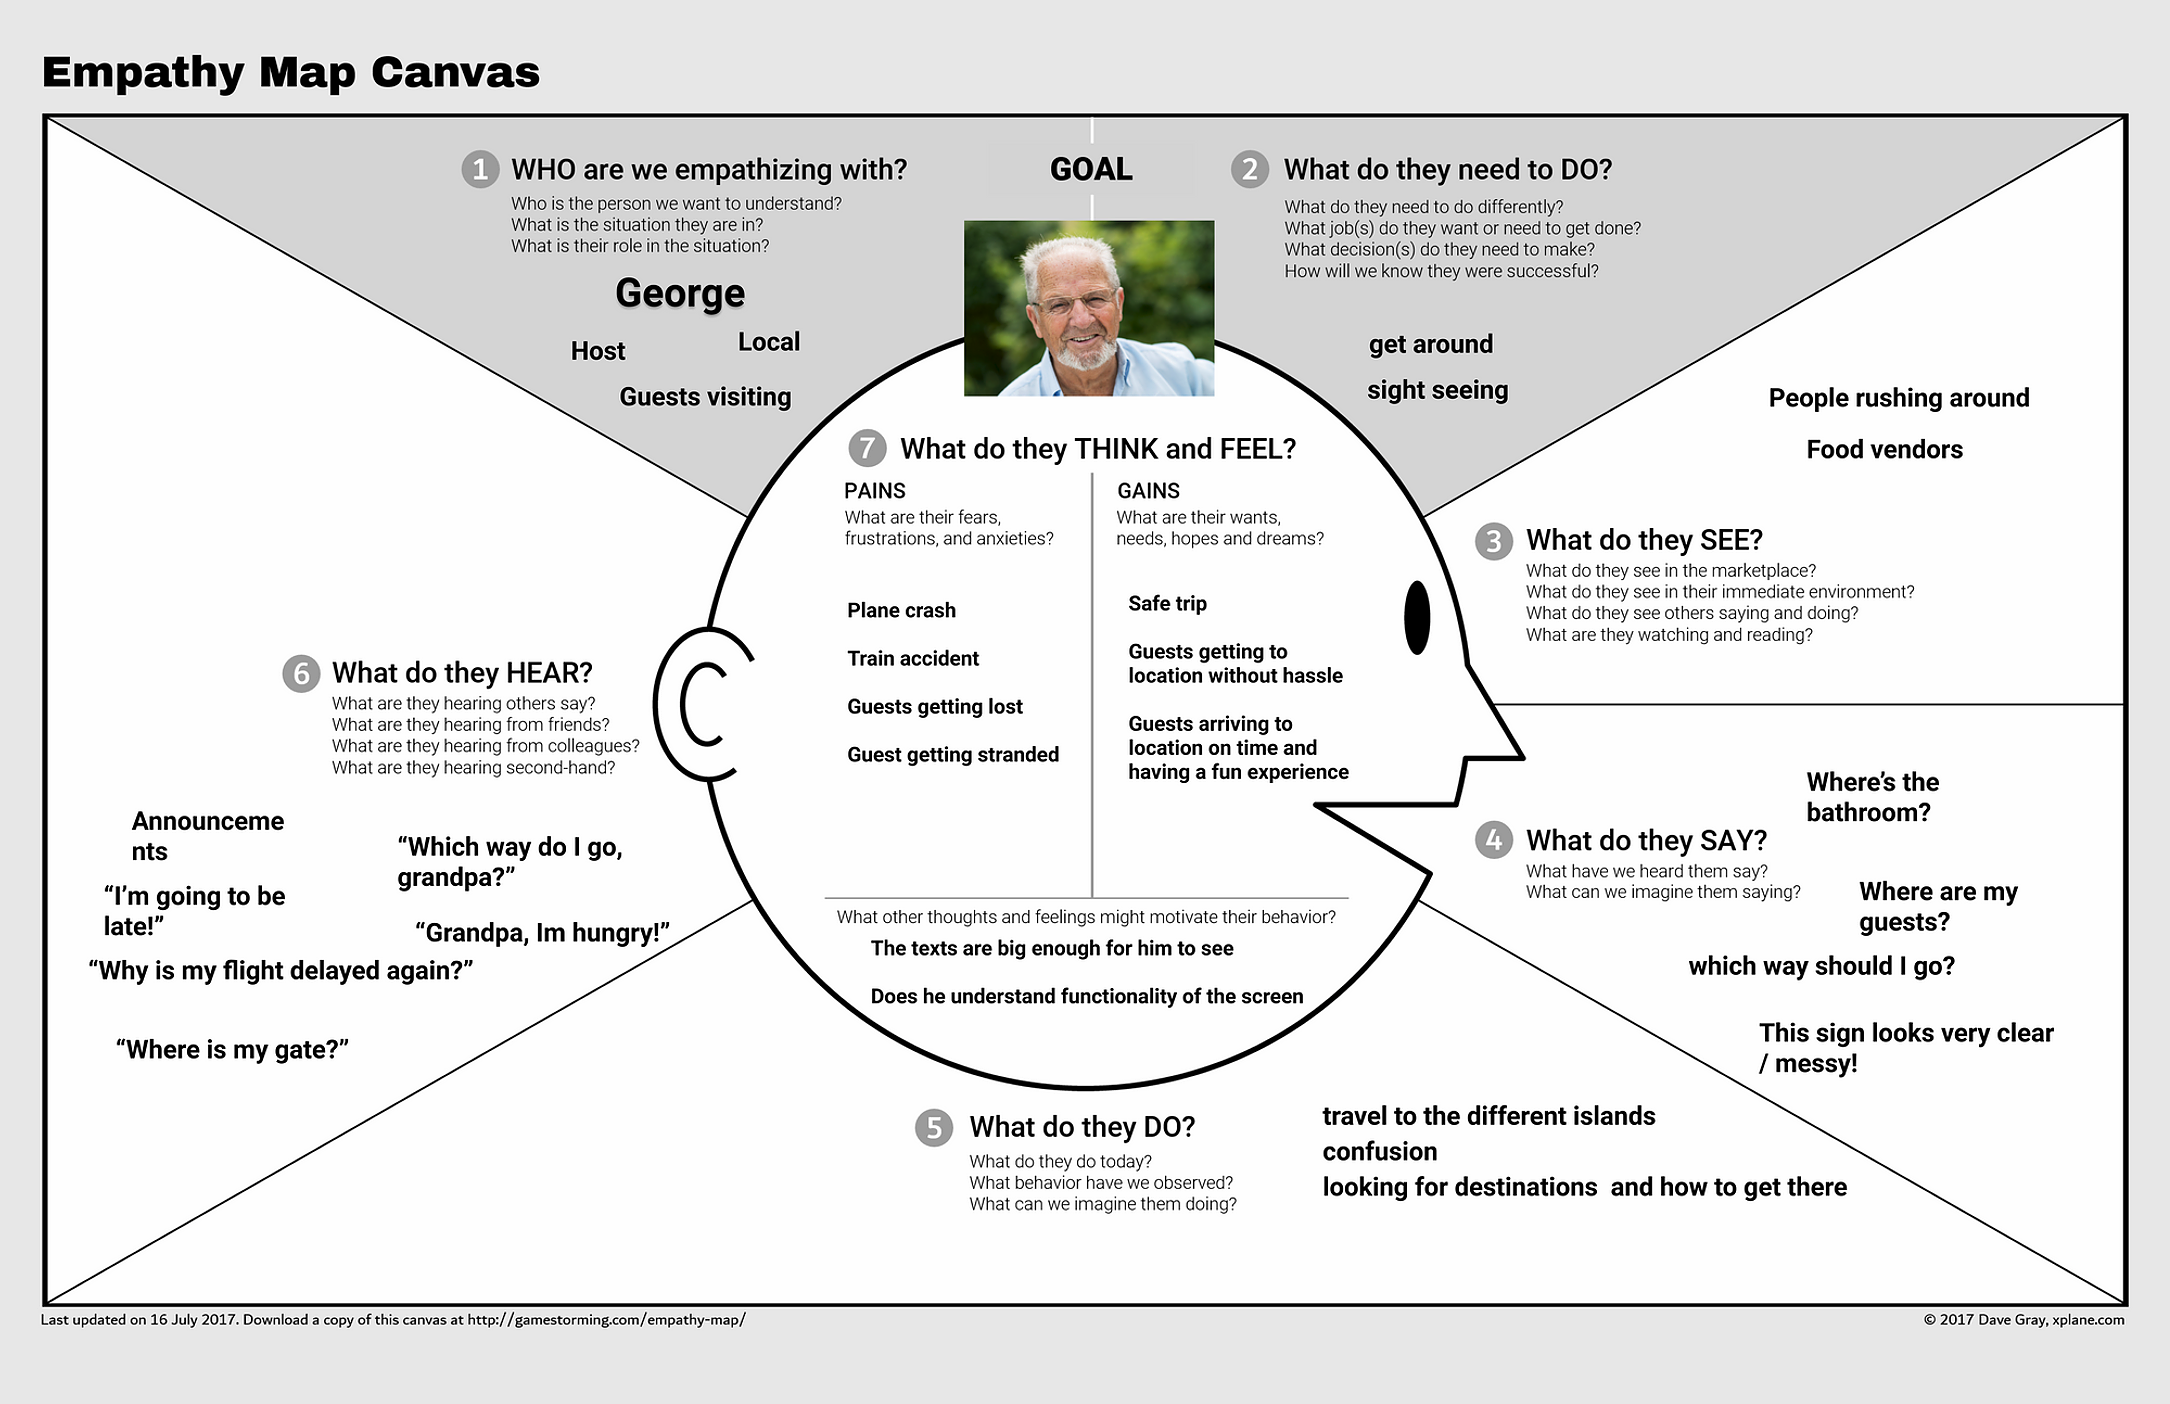 Empathy Map Canvas
1 WHO are we empathizing with?
Who is the person we want to understand?
What is the situation they are in?
What is their role in the situation?
George
Host
Local
Guests visiting
GOAL
2 What do they need to DO?
What do they need to do differently?
What job(s) do they want or need to get done?
What decision(s) do they need to make?
How will we know they were successful?
get around
sight seeing
People rushing around
Food vendors
3 What do they SEE?
What do they see in the marketplace?
What do they see in their immediate environment?
What do they see others saying and doing?
What are they watching and reading?
Where’s the
bathroom?
4 What do they SAY?
What have we heard them say?
What can we imagine them saying?
Where are my
guests?
which way should I go?
This sign looks very clear
/ messy!
5 What do they DO?
What do they do today?
What behavior have we observed?
What can we imagine them doing?
travel to the different islands
confusion
looking for destinations  and how to get there
6 What do they HEAR?
What are they hearing others say?
What are they hearing from friends?
What are they hearing from colleagues?
What are they hearing second-hand?
Announceme
nts
“Which way do I go,
grandpa?”
“I’m going to be
late!”
“Grandpa, Im hungry!”
“Why is my flight delayed again?”
“Where is my gate?”
7 What do they THINK and FEEL?
PAINS
What are their fears,
frustrations, and anxieties?
Plane crash
Train accident
Guests getting lost
Guest getting stranded
GAINS
What are their wants,
needs, hopes and dreams?
Safe trip
Guests getting to
location without hassle
Guests arriving to
location on time and
having a fun experience
What other thoughts and feelings might motivate their behavior?
The texts are big enough for him to see
Does he understand functionality of the screen
Last updated on 16 July 2017. Download a copy of this canvas at http://gamestorming.com/empathy-map/
© 2017 Dave Gray, xplane.com